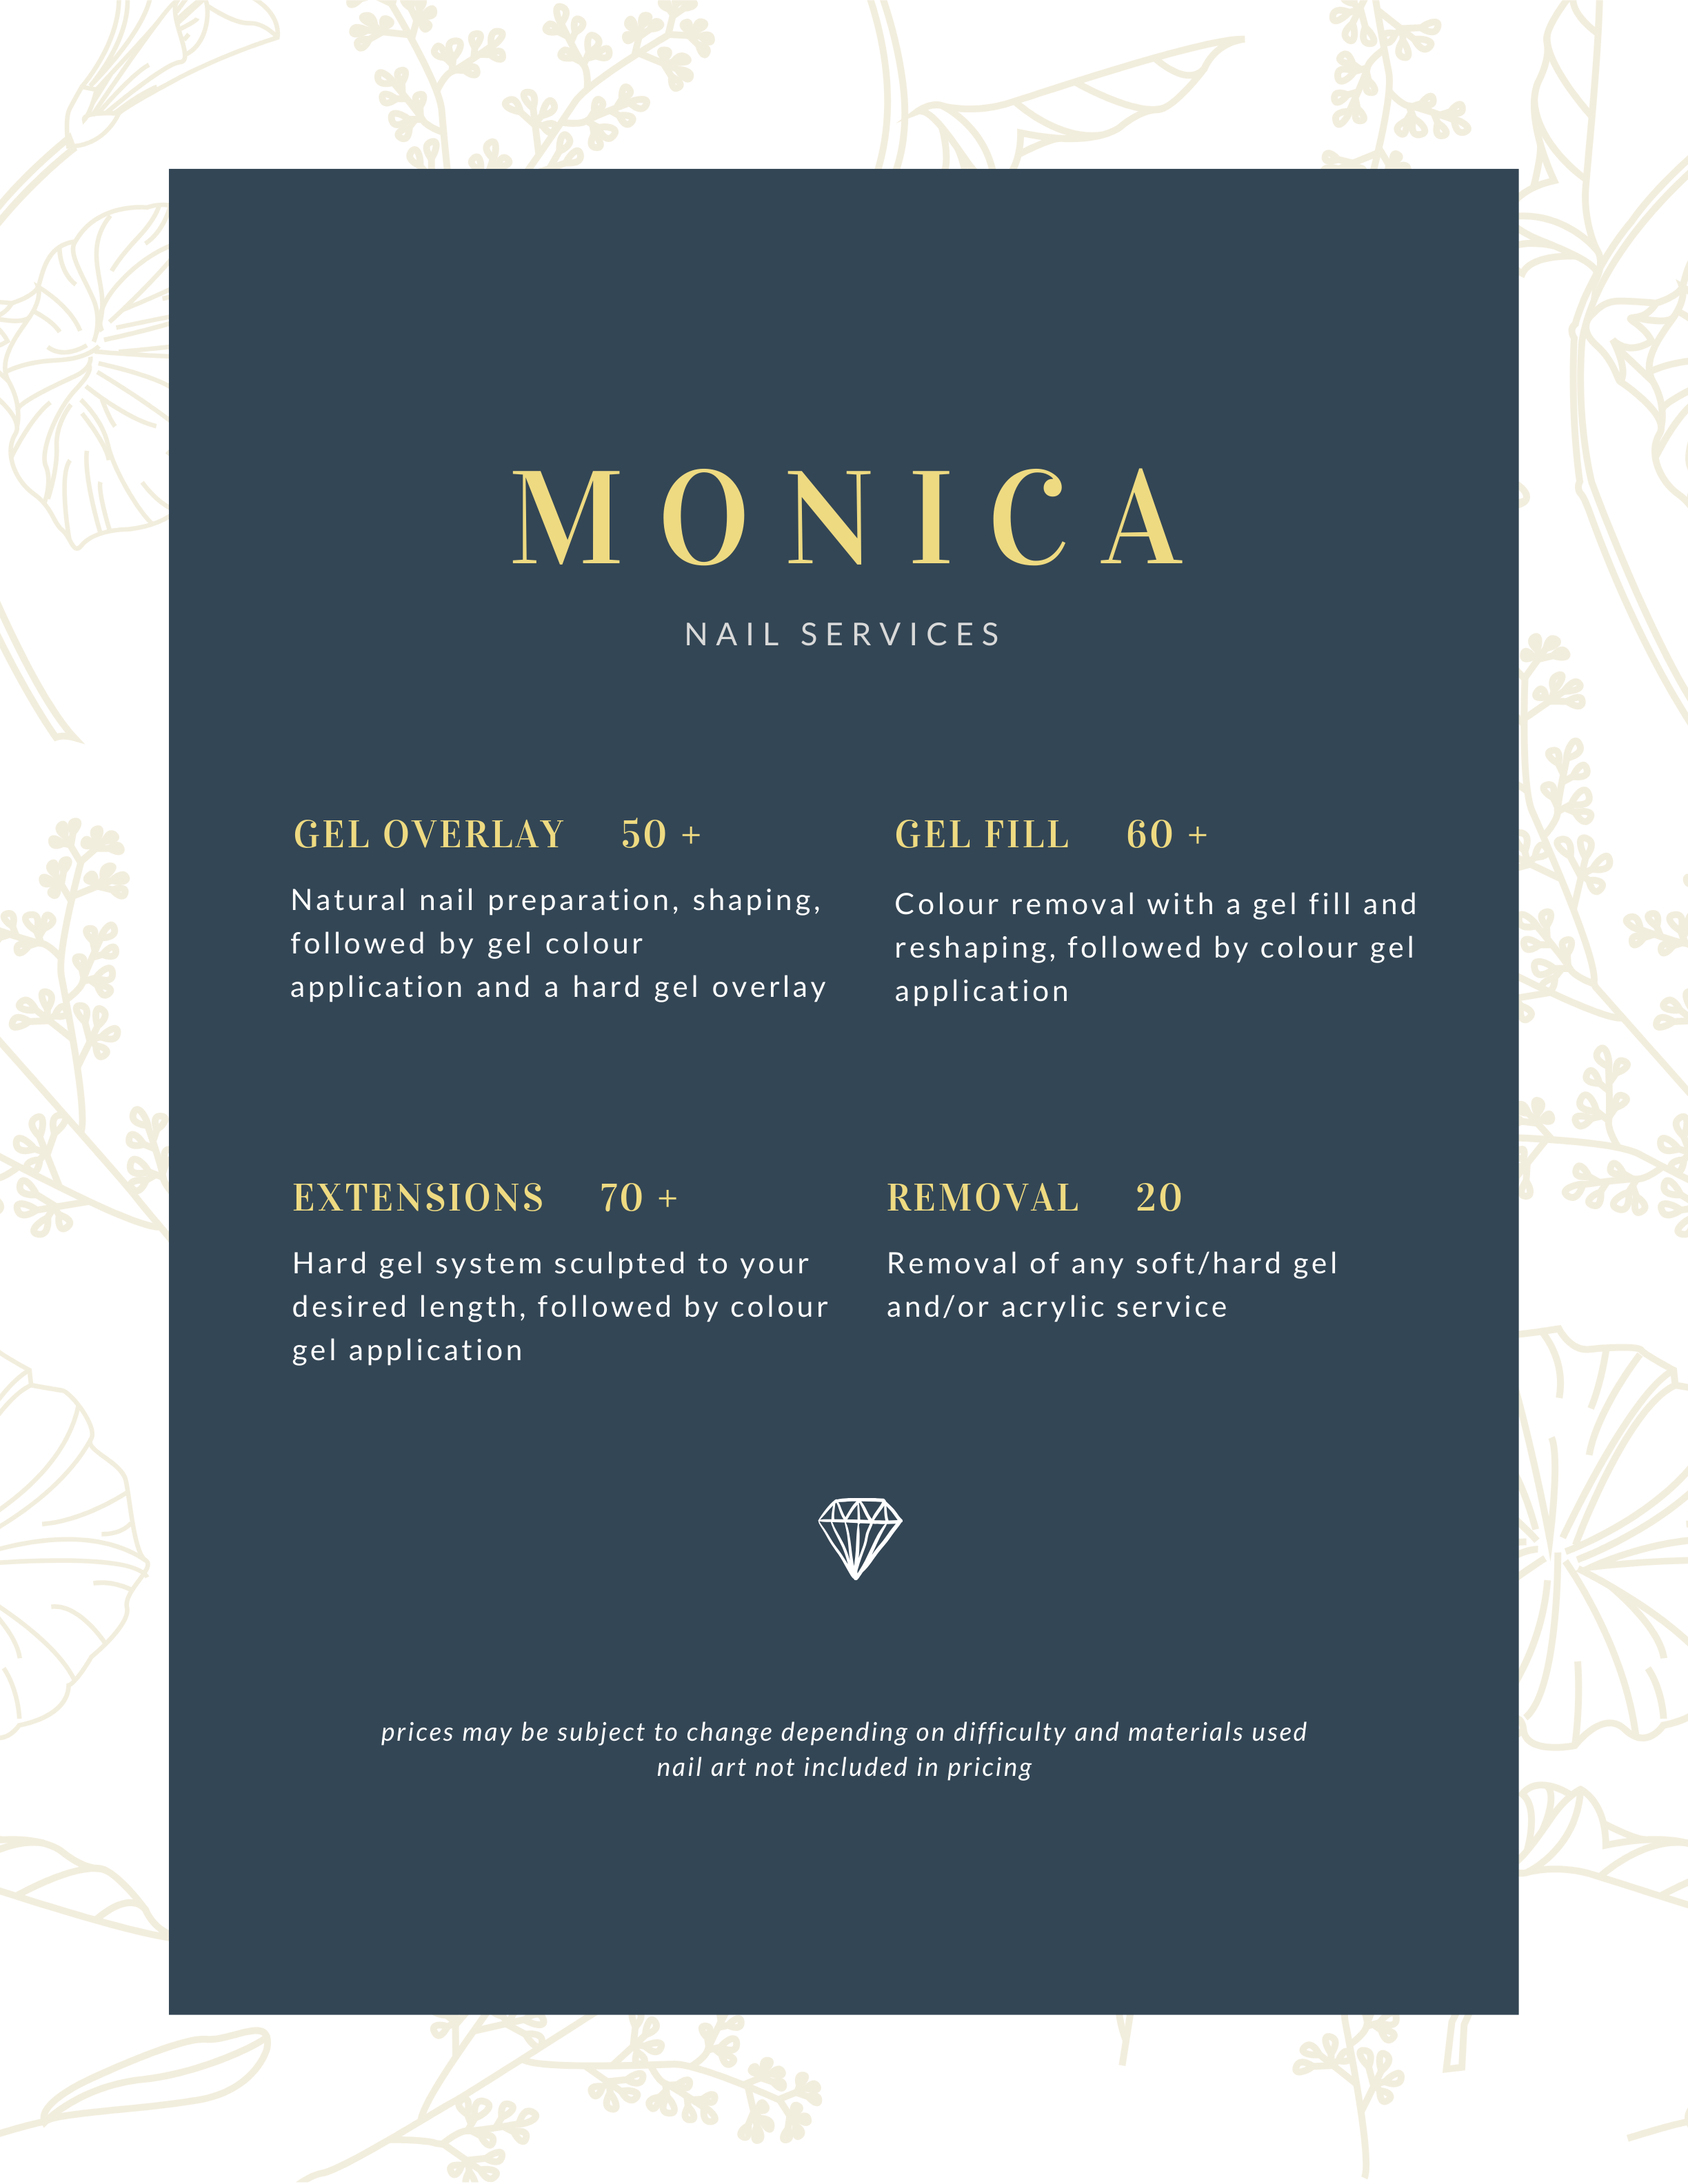 MONICA
NAIL SERVICES
GEL OVERLAY 50 +
Natural nail preparation, shaping,
followed by gel colour
application and a hard gel overlay
GEL FILL 60 +
Colour removal with a gel fill and
reshaping, followed by colour gel
application
EXTENSIONS 70 +
Hard gel system sculpted to your
desired length, followed by colour
gel application
REMOVAL 20
Removal of any soft/hard gel
and/or acrylic service
prices may be subject to change depending on difficulty and materials used
nail art not included in pricing